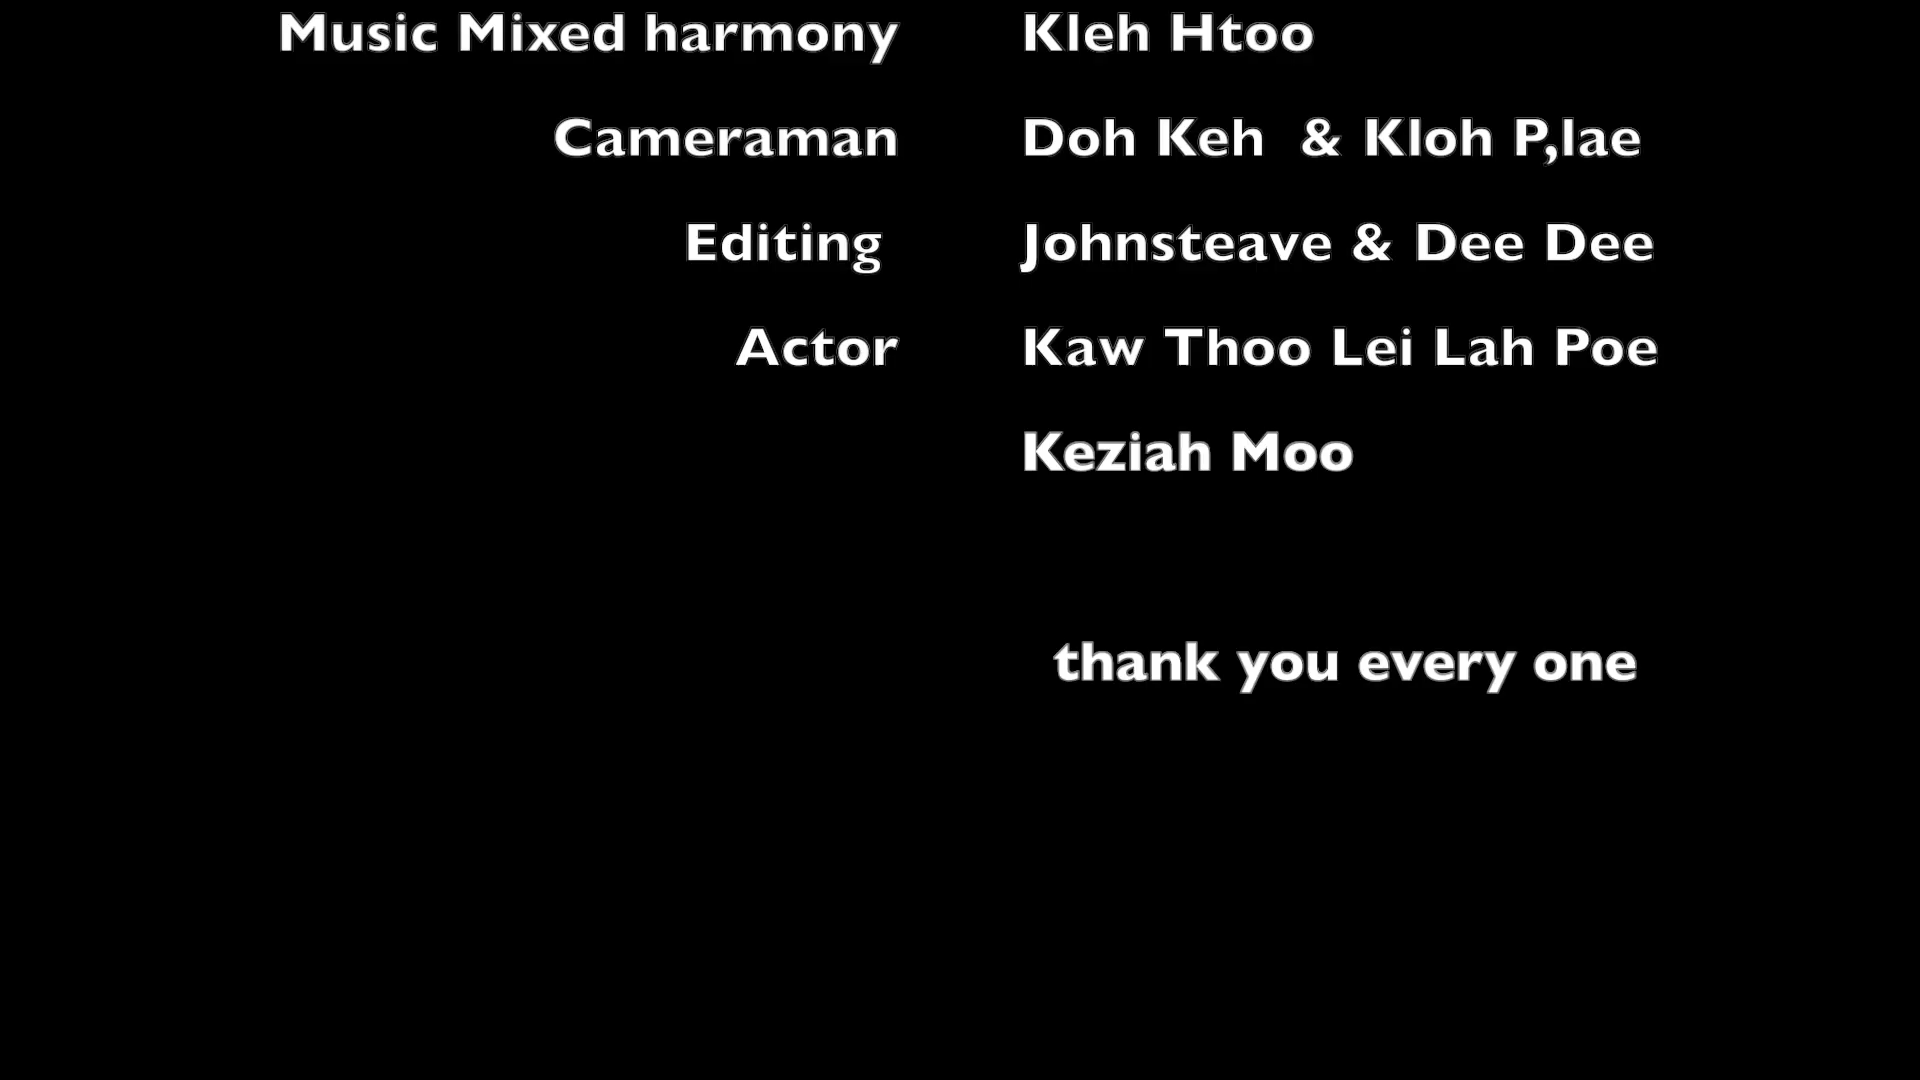 Music Mixed harmony Kleh Htoo
Cameraman Doh Keh & Kloh P,lae
Editing Johnsteave & Dee Dee
Actor Kaw Thoo Lei Lah Poe
Keziah Moo
thank you every one